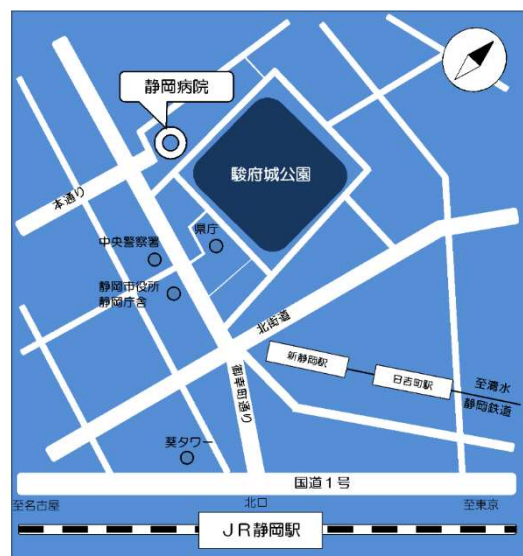 静岡病院
駿府城公園
本通り
中央警察署
県庁
静岡市役所
静岡庁舎
北街道
新静岡駅
日吉町駅
至清水
静岡鉄道
御幸町通り
葵タワー
国道1号
至名古屋
北口
至東京
JR静岡駅